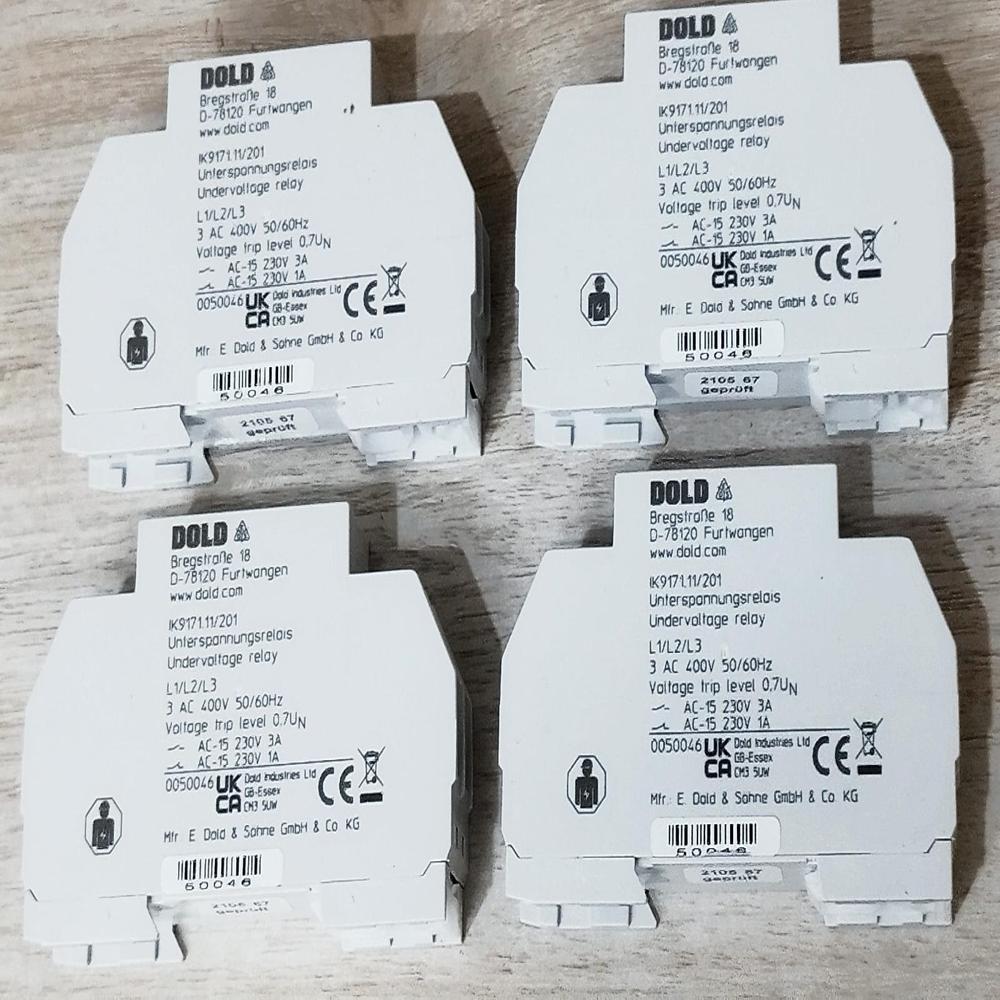 DOLD
Bregstraße 18
D-78120 Furtwangen
www.dold.com
IK9171.11/201
Unterspannungsrelais
Undervoltage relay
L1/L2/L3
3 AC 400V 50/60Hz
Voltage trip level 0,7UN
AC-15 230V 3A
AC-15 230V 1A
0050046 UK CA Dold Industries Ltd
GB-Essex
CM3 5UW
CE
Mfr. E. Dold & Söhne GmbH & Co. KG
50046
2105 67
geprüft
DOLD
Bregstraße 18
D-78120 Furtwangen
www.dold.com
IK9171.11/201
Unterspannungsrelais
Undervoltage relay
L1/L2/L3
3 AC 400V 50/60Hz
Voltage trip level 0,7UN
AC-15 230V 3A
AC-15 230V 1A
0050046 UK CA Dold Industries Ltd
GB-Essex
CM3 5UW
CE
Mfr. E. Dold & Söhne GmbH & Co. KG
50046
2105 67
geprüft
DOLD
Bregstraße 18
D-78120 Furtwangen
www.dold.com
IK9171.11/201
Unterspannungsrelais
Undervoltage relay
L1/L2/L3
3 AC 400V 50/60Hz
Voltage trip level 0,7UN
AC-15 230V 3A
AC-15 230V 1A
0050046 UK CA Dold Industries Ltd
GB-Essex
CM3 5UW
CE
Mfr. E. Dold & Söhne GmbH & Co. KG
50046
2105 67
geprüft
DOLD
Bregstraße 18
D-78120 Furtwangen
www.dold.com
IK9171.11/201
Unterspannungsrelais
Undervoltage relay
L1/L2/L3
3 AC 400V 50/60Hz
Voltage trip level 0,7UN
AC-15 230V 3A
AC-15 230V 1A
0050046 UK CA Dold Industries Ltd
GB-Essex
CM3 5UW
CE
Mfr. E. Dold & Söhne GmbH & Co. KG
50046
2105 67
geprüft